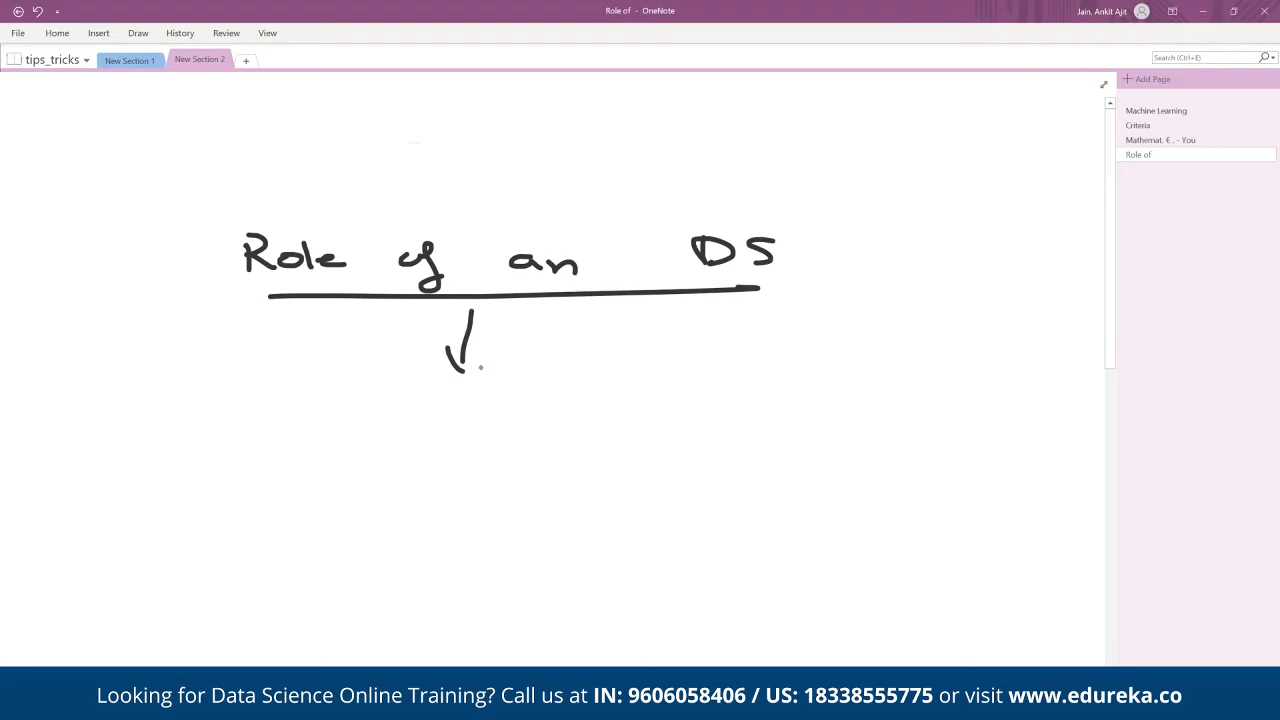 Role of - OneNote
Jain, Ankit Ajit
File Home Insert Draw History Review View
tips_tricks New Section 1 New Section 2 +
Search (Ctrl+E)
Add Page
Machine Learning
Criteria
Mathemat. € . - You
Role of
Role of an DS
Looking for Data Science Online Training? Call us at IN: 9606058406 / US: 18338555775 or visit www.edureka.co